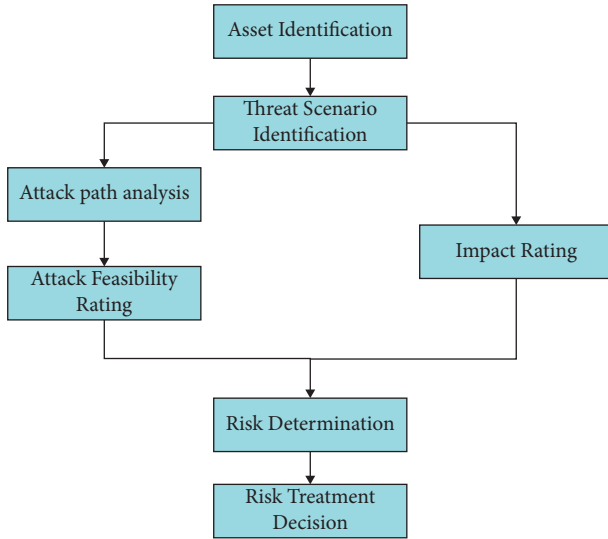 Asset Identification
Threat Scenario
Identification
Attack path analysis
Impact Rating
Attack Feasibility
Rating
Risk Determination
Risk Treatment
Decision